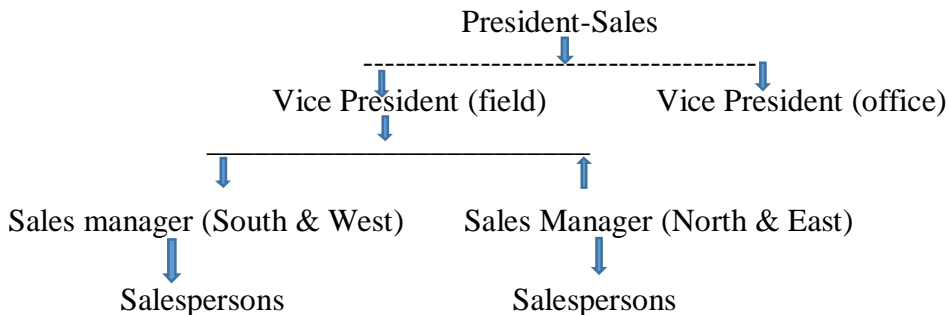 President-Sales
Vice President (field) Vice President (office)
Sales manager (South & West) Sales Manager (North & East)
Salespersons Salespersons